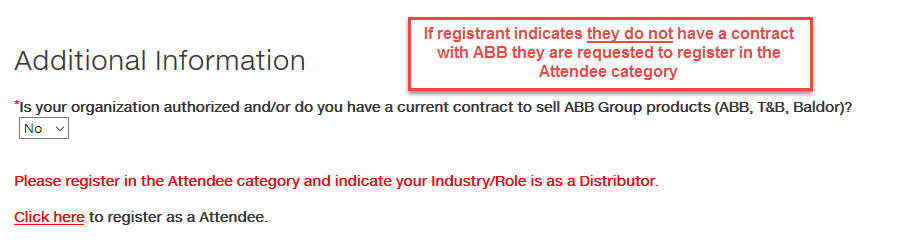 If registrant indicates they do not have a contract
with ABB they are requested to register in the
Attendee category
Additional Information
*Is your organization authorized and/or do you have a current contract to sell ABB Group products (ABB, T&B, Baldor)?
No
Please register in the Attendee category and indicate your Industry/Role is as a Distributor.
Click here to register as a Attendee.